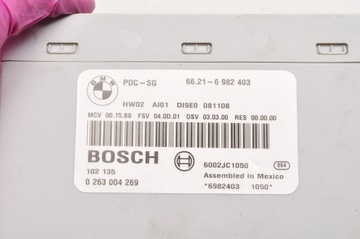 BMW
PDC-SG 66.21-6 982 403
HW02 AI01 DI9E0 081108
MCV 00.15.88 FSV 04.0D.01 OSV 03.03.00 RES 00.00.00
BOSCH
6002JC1050 664
102 135
Assembled in Mexico
0 263 004 269
*6982403 1050*